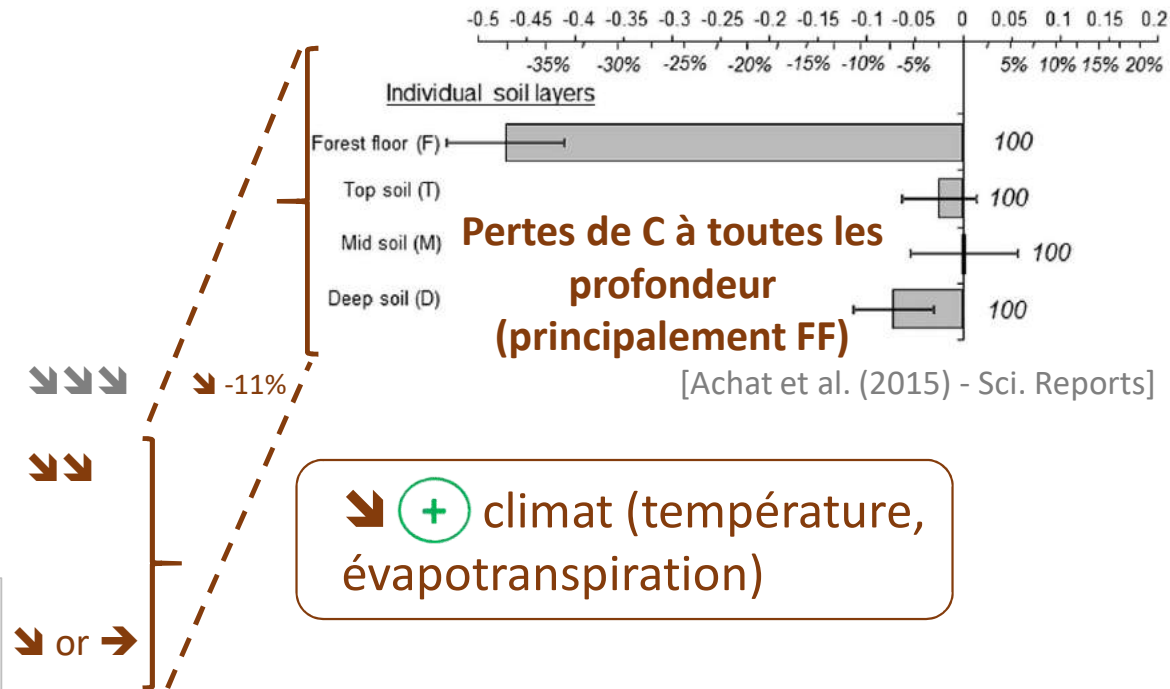 -0.5 -0.45 -0.4 -0.35 -0.3 -0.25 -0.2 -0.15 -0.1 -0.05 0 0.05 0.1 0.15 0.2
-35% -30% -25% -20% -15% -10% -5% 5% 10% 15% 20%
Individual soil layers
Forest floor (F) 100
Top soil (T) 100
Mid soil (M) 100
Deep soil (D) 100
Pertes de C à toutes les
profondeur
(principalement FF)
[Achat et al. (2015) - Sci. Reports]
↘↘↘ ↘ -11%
↘↘
↘ + climat (température,
évapotranspiration)
↘ or →